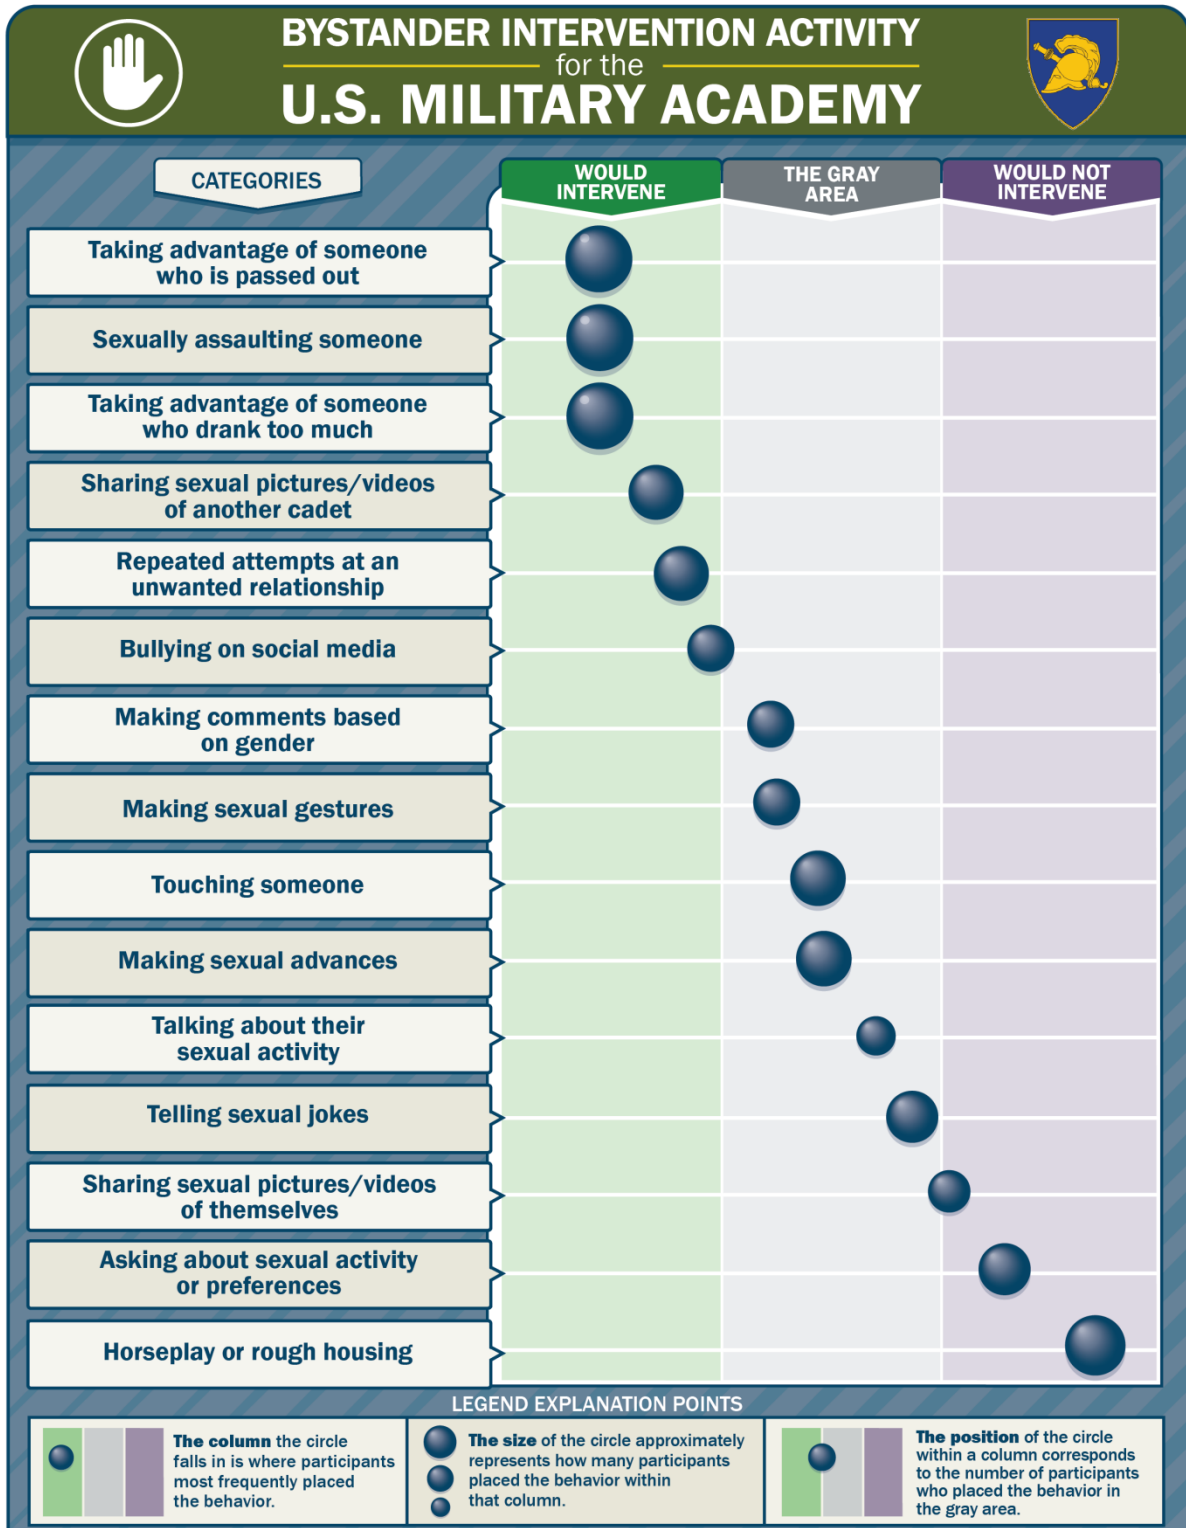 BYSTANDER INTERVENTION ACTIVITY
for the
U.S. MILITARY ACADEMY
CATEGORIES
WOULD
INTERVENE
THE GRAY
AREA
WOULD NOT
INTERVENE
Taking advantage of someone
who is passed out
Sexually assaulting someone
Taking advantage of someone
who drank too much
Sharing sexual pictures/videos
of another cadet
Repeated attempts at an
unwanted relationship
Bullying on social media
Making comments based
on gender
Making sexual gestures
Touching someone
Making sexual advances
Talking about their
sexual activity
Telling sexual jokes
Sharing sexual pictures/videos
of themselves
Asking about sexual activity
or preferences
Horseplay or rough housing
LEGEND EXPLANATION POINTS
The column the circle
falls in is where participants
most frequently placed
the behavior.
The size of the circle approximately
represents how many participants
placed the behavior within
that column.
The position of the circle
within a column corresponds
to the number of participants
who placed the behavior in
the gray area.